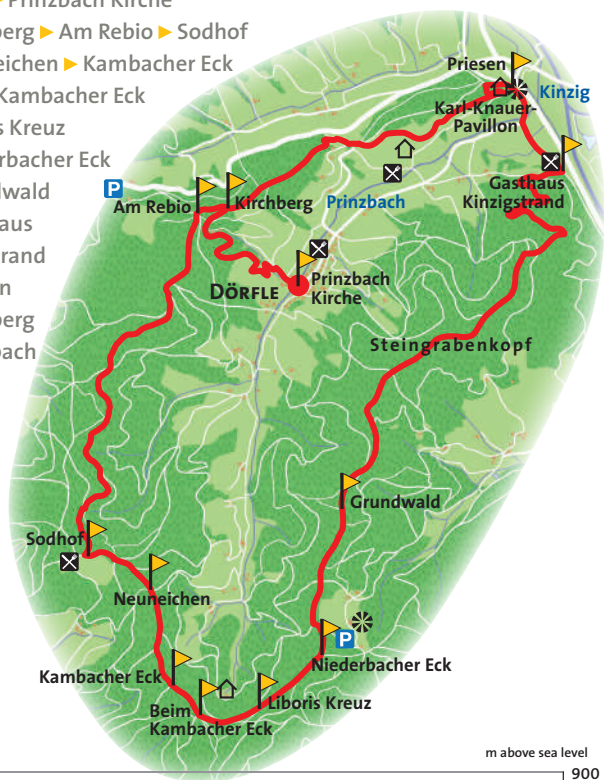 Prinzbach Kirche
berg ▶ Am Rebio ▶ Sodhof
eichen ▶ Kambacher Eck
Kambacher Eck
s Kreuz
rbacher Eck
dwald
aus
trand
n
berg
bach
Priesen
Kinzig
Karl-Knauer-
Pavillon
Gasthaus
Kinzigstrand
P
Am Rebio
Kirchberg
Prinzbach
DÖRFLE
Prinzbach
Kirche
Steingrabenkopf
Grundwald
Sodhof
Neuneichen
P
Niederbacher Eck
Kambacher Eck
Liboris Kreuz
Beim
Kambacher Eck
m above sea level
900